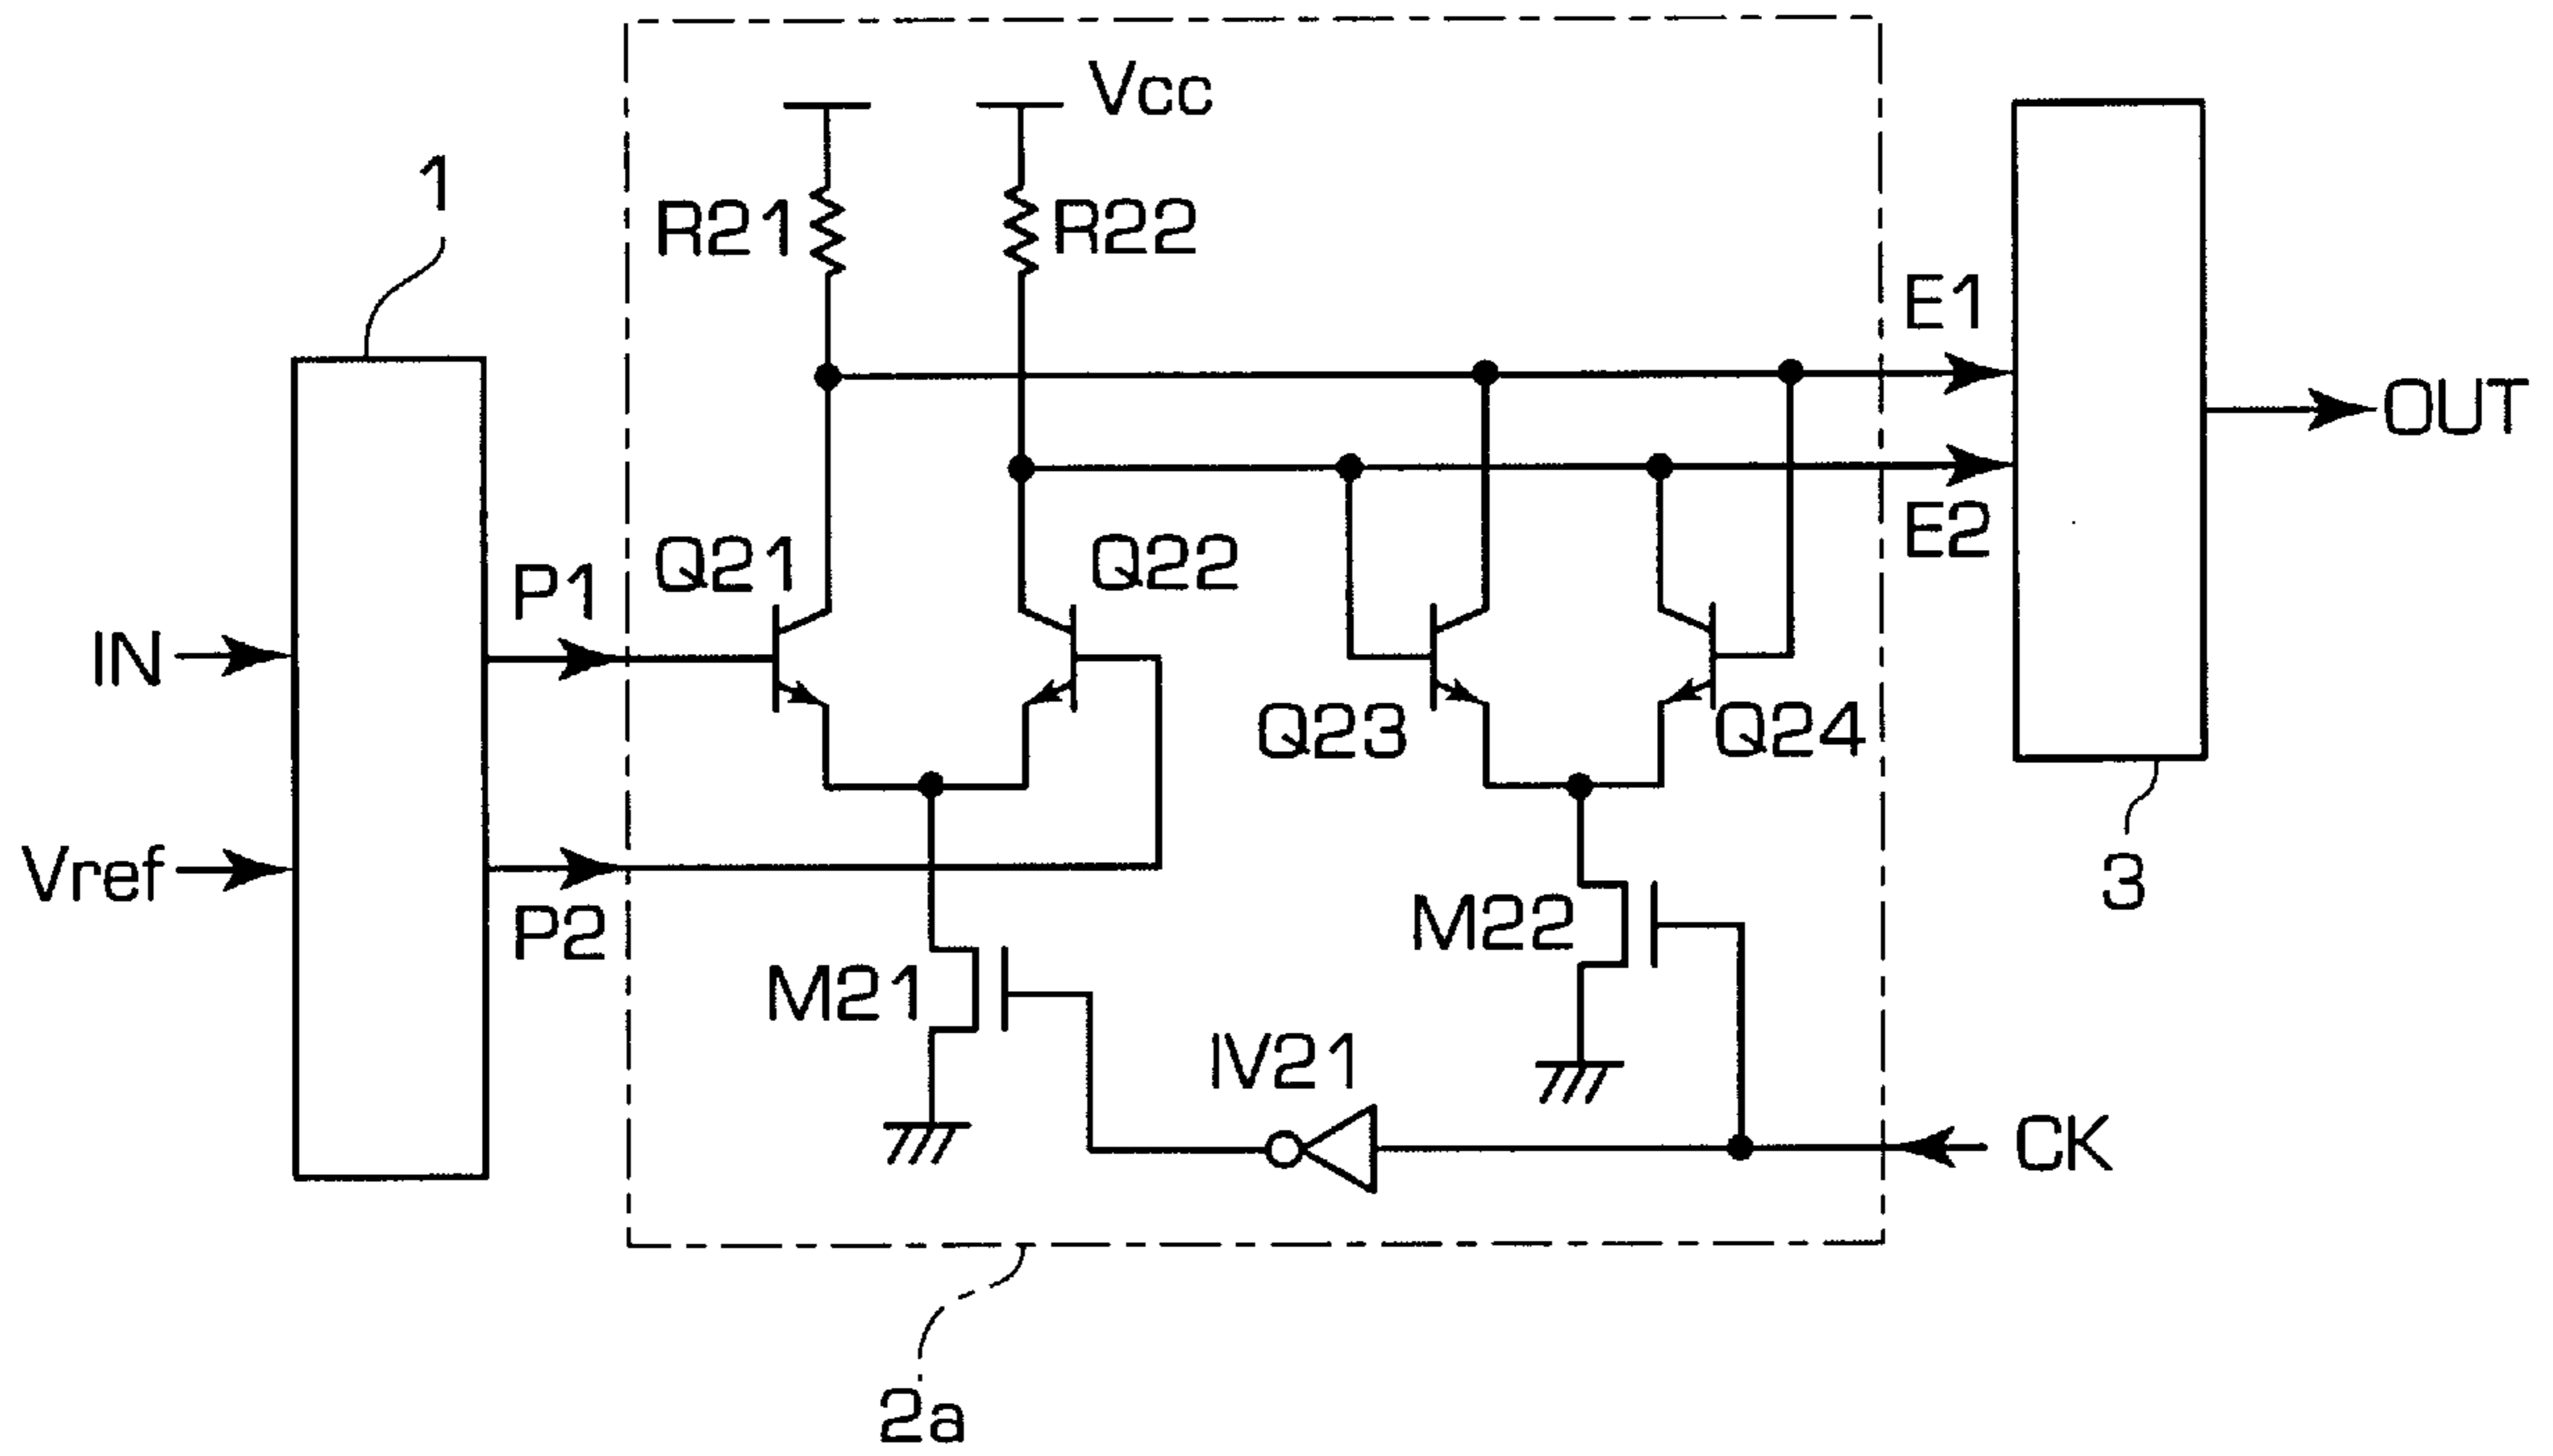 Vcc
1
R21
R22
E1
OUT
E2
Q21
Q22
P1
IN
Q23
Q24
Vref
3
P2
M22
M21
IV21
CK
2a